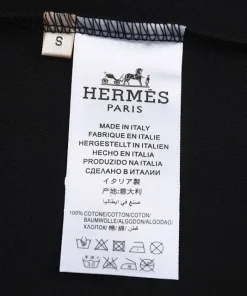 S
HERMÈS
PARIS
MADE IN ITALY
FABRIQUE EN ITALIE
HERGESTELLT IN ITALIEN
HECHO EN ITALIA
PRODUZIDO NA ITALIA
СДЕЛАНО В ИТАЛИИ
イタリア製
产地:意大利
صنع في ايطاليا
100% COTONE/COTTON/COTON/
BAUMWOLLE/ALGODON/ALGODAO/
ХЛОПОК/ 棉/ 綿/ قطن